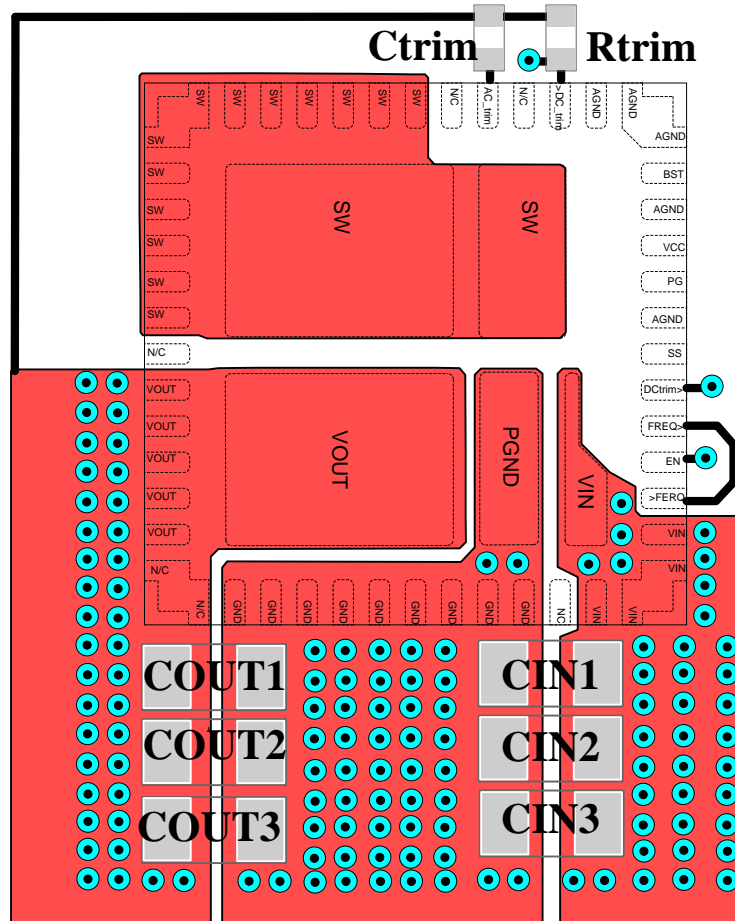 Ctrim
Rtrim
SW
SW
SW
SW
SW
SW
SW
N/C
AC_trim
N/C
>DC_trim
AGND
AGND
SW
AGND
SW
BST
SW
AGND
SW
VCC
SW
PG
SW
AGND
N/C
SS
SW
SW
VOUT
DCtrim>
VOUT
FREQ>
VOUT
EN
VOUT
>FERQ
VOUT
VIN
N/C
VIN
VOUT
PGND
VIN
N/C
GND
GND
GND
GND
GND
GND
GND
GND
GND
NC
VIN
VIN
COUT1
CIN1
COUT2
CIN2
COUT3
CIN3